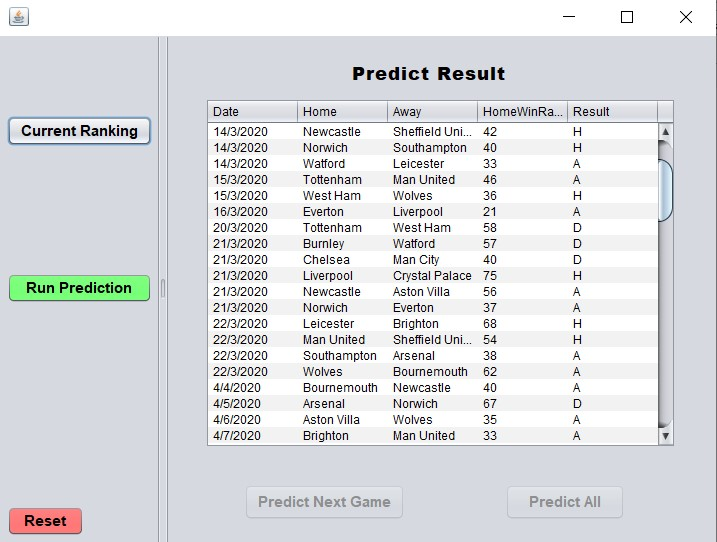 Predict Result
Current Ranking
Run Prediction
Reset
Date Home Away HomeWinRa... Result
14/3/2020 Newcastle Sheffield Uni... 42 H
14/3/2020 Norwich Southampton 40 H
14/3/2020 Watford Leicester 33 A
15/3/2020 Tottenham Man United 46 A
15/3/2020 West Ham Wolves 36 H
16/3/2020 Everton Liverpool 21 A
20/3/2020 Tottenham West Ham 58 D
21/3/2020 Burnley Watford 57 D
21/3/2020 Chelsea Man City 40 D
21/3/2020 Liverpool Crystal Palace 75 H
21/3/2020 Newcastle Aston Villa 56 A
21/3/2020 Norwich Everton 37 A
22/3/2020 Leicester Brighton 68 H
22/3/2020 Man United Sheffield Uni... 54 H
22/3/2020 Southampton Arsenal 38 A
22/3/2020 Wolves Bournemouth 62 A
4/4/2020 Bournemouth Newcastle 40 A
4/5/2020 Arsenal Norwich 67 D
4/6/2020 Aston Villa Wolves 35 A
4/7/2020 Brighton Man United 33 A
Predict Next Game
Predict All